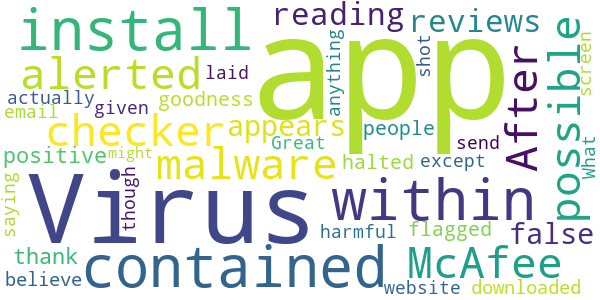 install
app
reading
reviews
possible
alerted
laid
anything
shot
screen
actually
given
goodness
After
email
checker
appears
people
send
What
positive
might
malware
Great
halted
except
saying
though
Virus
within
false
thank
contained
harmful
flagged
McAfee
believe
website
downloaded